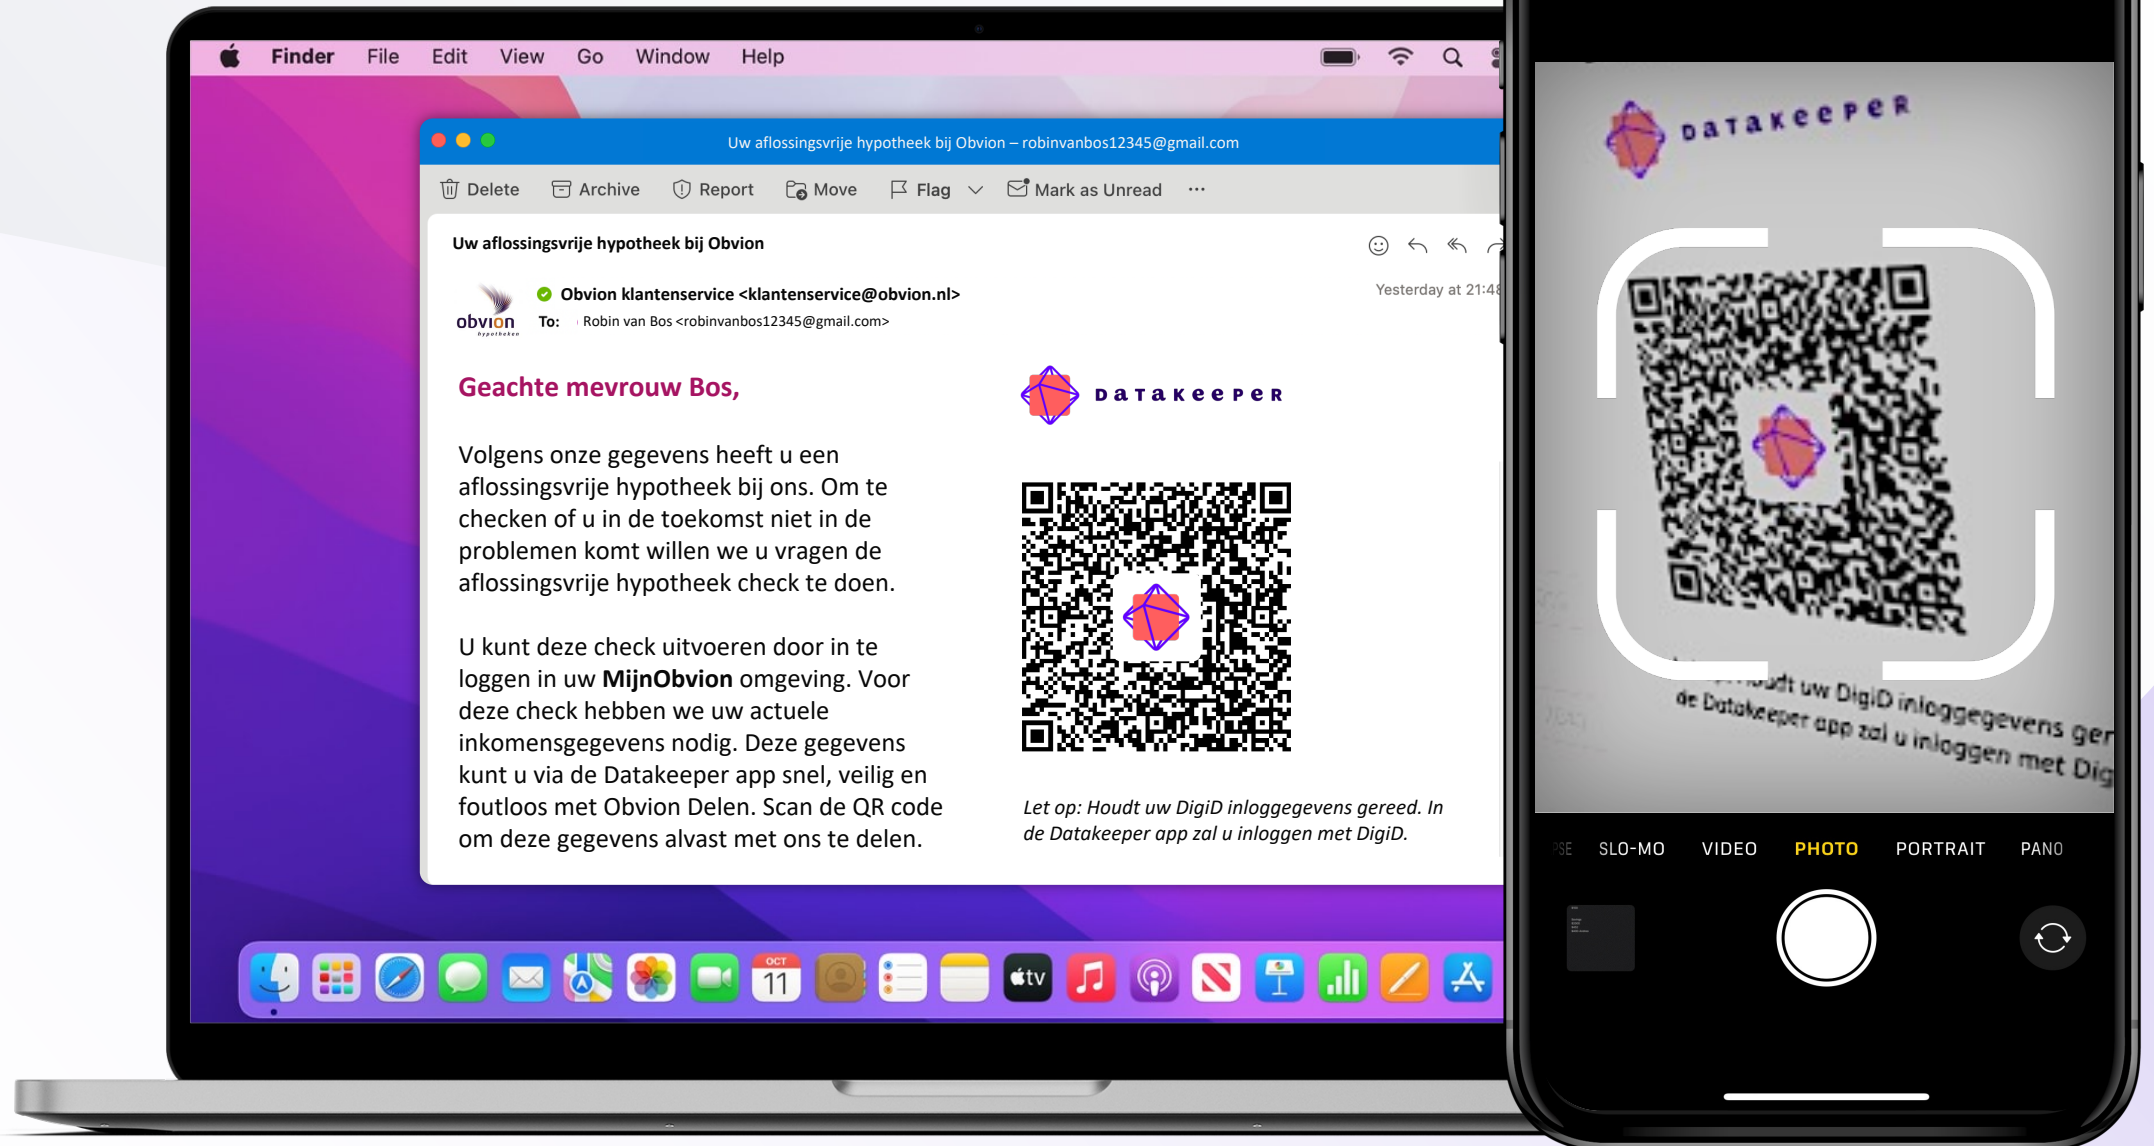 Finder File Edit View Go Window Help
Uw aflossingsvrije hypotheek bij Obvion – robinvanbos12345@gmail.com
Delete Archive Report Move Flag Mark as Unread ...
Uw aflossingsvrije hypotheek bij Obvion
Obvion klantenservice <klantenservice@obvion.nl>
Yesterday at 21:48
obvion
hypotheken
To: Robin van Bos <robinvanbos12345@gmail.com>
Geachte mevrouw Bos,
Volgens onze gegevens heeft u een
aflossingsvrije hypotheek bij ons. Om te
checken of u in de toekomst niet in de
problemen komt willen we u vragen de
aflossingsvrije hypotheek check te doen.
U kunt deze check uitvoeren door in te
loggen in uw MijnObvion omgeving. Voor
deze check hebben we uw actuele
inkomensgegevens nodig. Deze gegevens
kunt u via de Datakeeper app snel, veilig en
foutloos met Obvion Delen. Scan de QR code
om deze gegevens alvast met ons te delen.
DATAKEEPER
Let op: Houdt uw DigiD inloggegevens gereed. In
de Datakeeper app zal u inloggen met DigiD.
OCT
11
tv
DATAKEEPER
uw DigiD inloggegevens ger
de Datakeeper app zal u inloggen met Dig
PSE SLO-MO VIDEO PHOTO PORTRAIT PANO